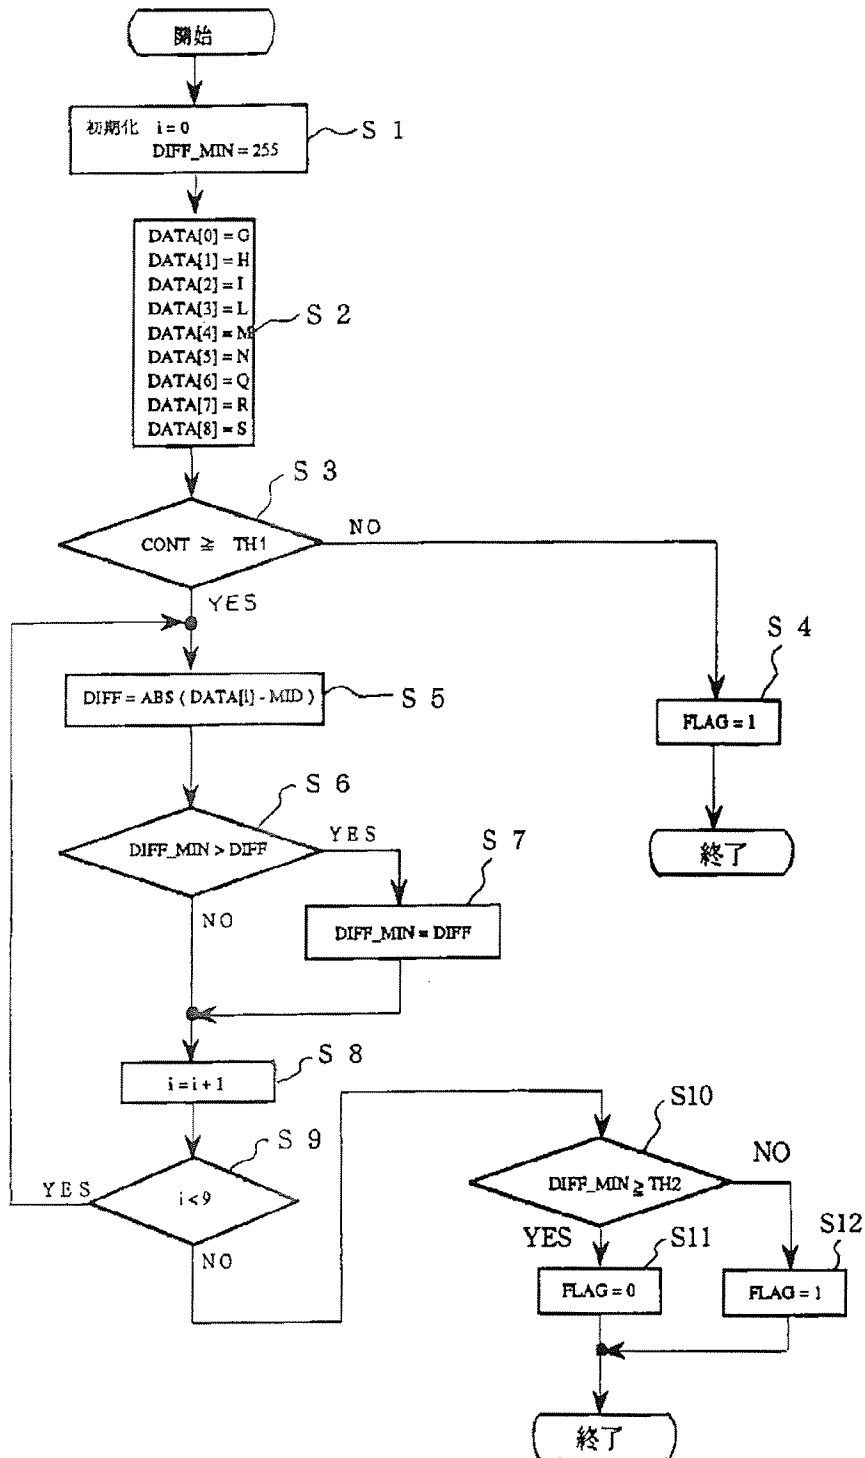 開始
初期化 i = 0
DIFF_MIN = 255
S 1
DATA[0] = G
DATA[1] = H
DATA[2] = I
DATA[3] = L
DATA[4] = M
DATA[5] = N
DATA[6] = Q
DATA[7] = R
DATA[8] = S
S 2
S 3
CONT ≧ TH1
NO
YES
S 4
FLAG = 1
終了
DIFF = ABS ( DATA[i] - MID )
S 5
S 6
DIFF_MIN > DIFF
YES
NO
S 7
DIFF_MIN = DIFF
S 8
i = i + 1
S 9
i < 9
YES
NO
S10
DIFF_MIN ≧ TH2
NO
YES
S11
FLAG = 0
S12
FLAG = 1
終了